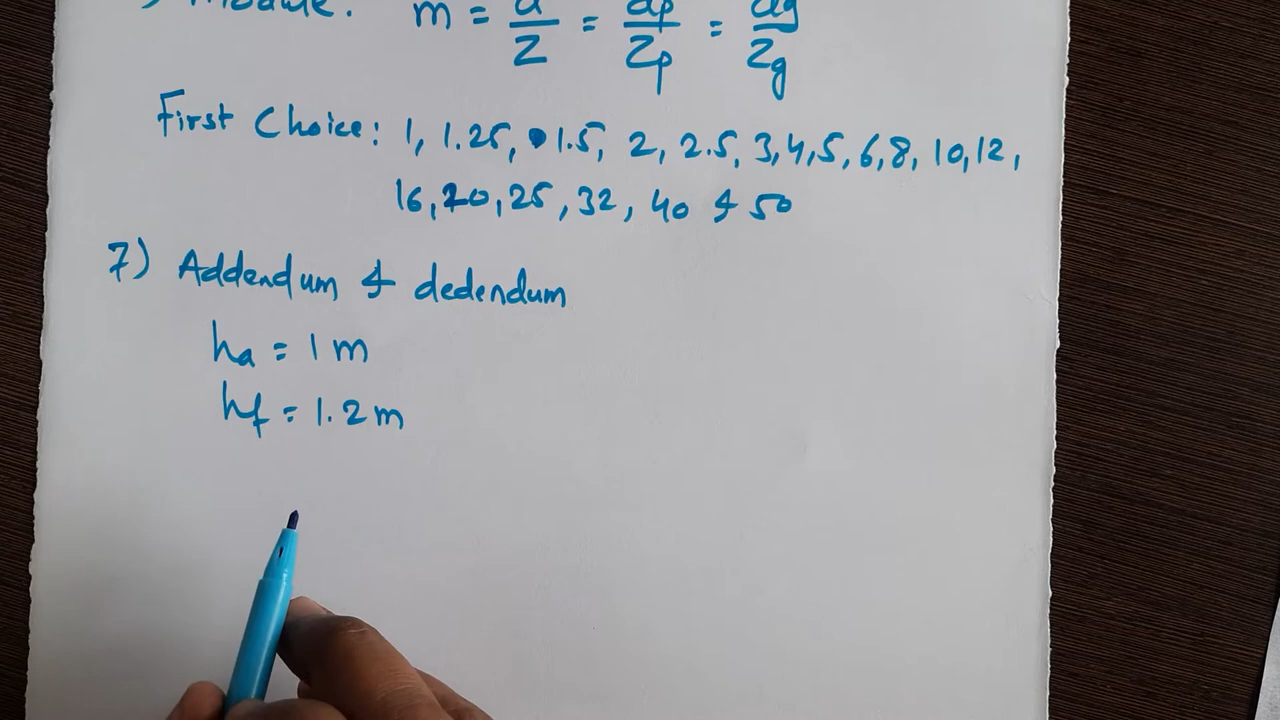 ) Module: m = d/Z = dp/Zp = dg/Zg
First Choice: 1, 1.25, 1.5, 2, 2.5, 3, 4, 5, 6, 8, 10, 12,
16, 20, 25, 32, 40 & 50
7) Addendum & dedendum
ha = 1 m
hf = 1.2 m